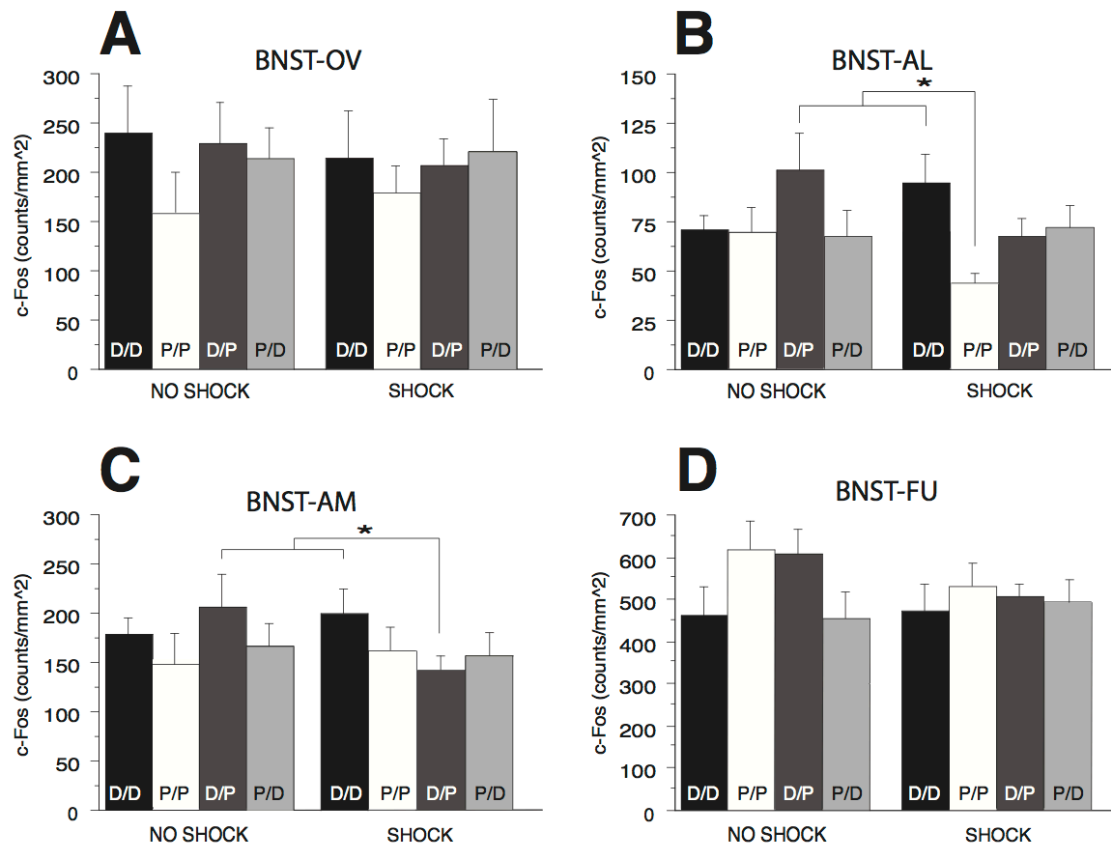 A
BNST-OV
c-Fos (counts/mm^2)
300
250
200
150
100
50
0
D/D P/P D/P P/D D/D P/P D/P P/D
NO SHOCK SHOCK
B
BNST-AL
*
c-Fos (counts/mm^2)
150
125
100
75
50
25
0
D/D P/P D/P P/D D/D P/P D/P P/D
NO SHOCK SHOCK
C
BNST-AM
*
c-Fos (counts/mm^2)
300
250
200
150
100
50
0
D/D P/P D/P P/D D/D P/P D/P P/D
NO SHOCK SHOCK
D
BNST-FU
c-Fos (counts/mm^2)
700
600
500
400
300
200
100
0
D/D P/P D/P P/D D/D P/P D/P P/D
NO SHOCK SHOCK